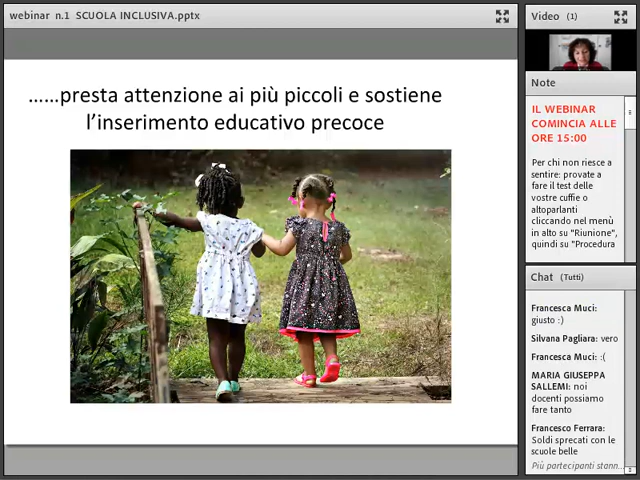 webinar n.1 SCUOLA INCLUSIVA.pptx
……presta attenzione ai più piccoli e sostiene
l'inserimento educativo precoce
Video (1)
Note
IL WEBINAR
COMINCIA ALLE
ORE 15:00
Per chi non riesce a
sentire: provate a
fare il test delle
vostre cuffie o
altoparlanti
cliccando nel menù
in alto su "Riunione",
quindi su "Procedura
Chat (Tutti)
Francesca Muci:
giusto :)
Silvana Pagliara: vero
Francesca Muci: :(
MARIA GIUSEPPA
SALLEMI: noi
docenti possiamo
fare tanto
Francesco Ferrara:
Soldi sprecati con le
scuole belle
Più partecipanti stann...